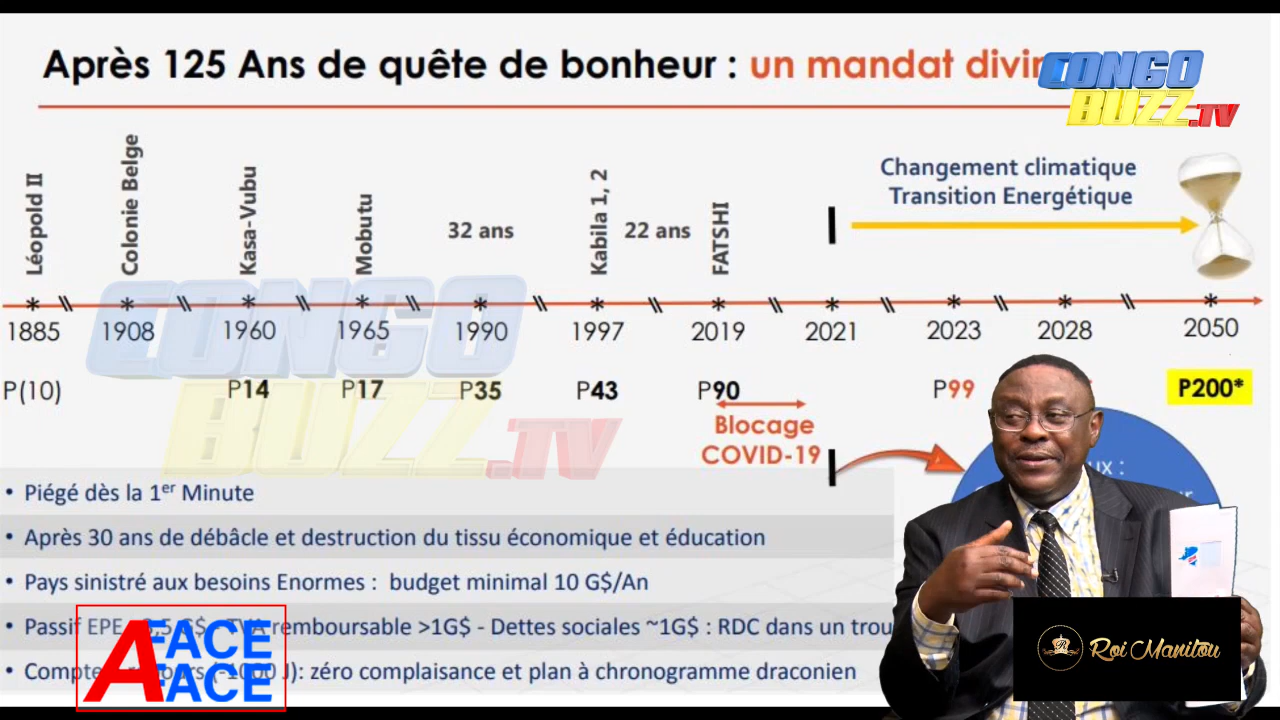 Après 125 Ans de quête de bonheur : un mandat divin
CONGO
BUZZ.TV
Léopold II
Colonie Belge
Kasa-Vubu
Mobutu
32 ans
Kabila 1, 2
22 ans
FATSHI
Changement climatique
Transition Energétique
1885 1908 1960 1965 1990 1997 2019 2021 2023 2028 2050
P(10) P14 P17 P35 P43 P90 P99 P200*
Blocage
COVID-19
CONGO
BUZZ.TV
• Piégé dès la 1er Minute
• Après 30 ans de débâcle et destruction du tissu économique et éducation
• Pays sinistré aux besoins Enormes : budget minimal 10 G$/An
• Passif EPE remboursable >1G$ - Dettes sociales ~1G$ : RDC dans un trou
• J): zéro complaisance et plan à chronogramme draconien
A FACE
FACE
Roi Manitou